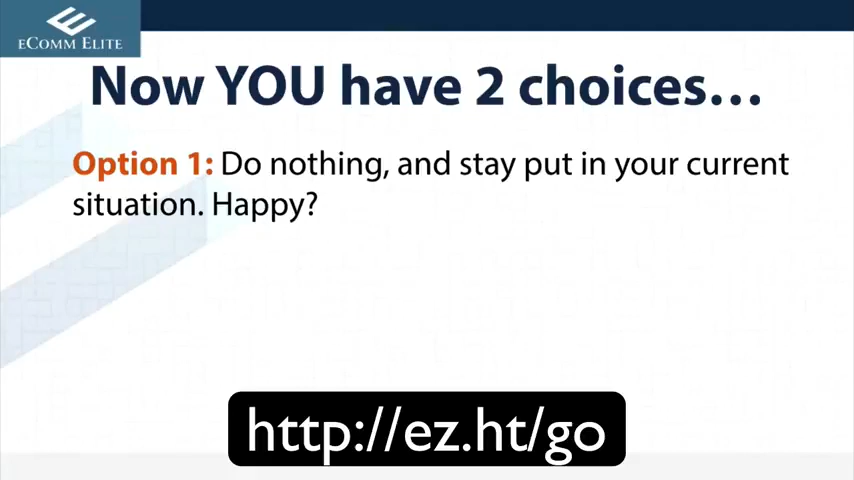 eComm Elite
Now YOU have 2 choices...
Option 1: Do nothing, and stay put in your current
situation. Happy?
http://ez.ht/go